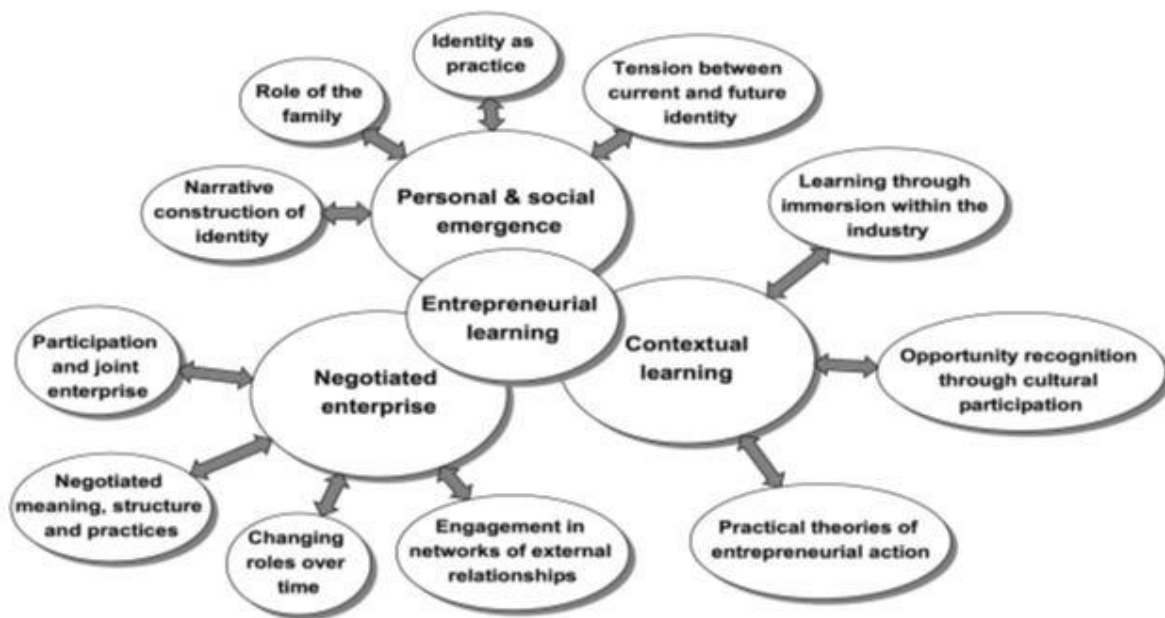 Identity as
practice
Tension between
current and future
identity
Role of the
family
Narrative
construction of
identity
Personal & social
emergence
Learning through
immersion within the
industry
Entrepreneurial
learning
Participation
and joint
enterprise
Negotiated
enterprise
Contextual
learning
Opportunity recognition
through cultural
participation
Negotiated
meaning, structure
and practices
Changing
roles over
time
Engagement in
networks of external
relationships
Practical theories of
entrepreneurial action